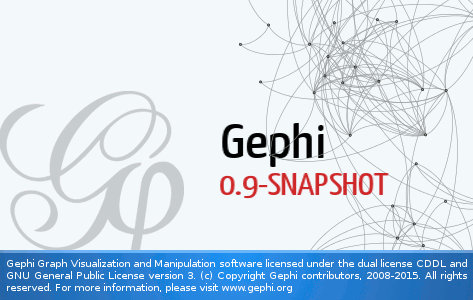 Gephi
0.9-SNAPSHOT
Gephi Graph Visualization and Manipulation software licensed under the dual license CDDL and
GNU General Public License version 3. (c) Copyright Gephi contributors, 2008-2015. All rights
reserved. For more information, please visit www.gephi.org